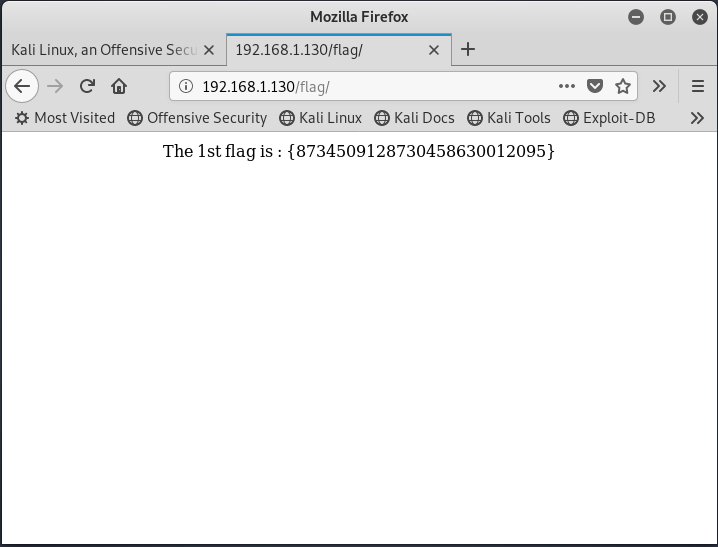 Mozilla Firefox
Kali Linux, an Offensive Secu
192.168.1.130/flag/
192.168.1.130/flag/
Most Visited Offensive Security Kali Linux Kali Docs Kali Tools Exploit-DB
The 1st flag is : {8734509128730458630012095}